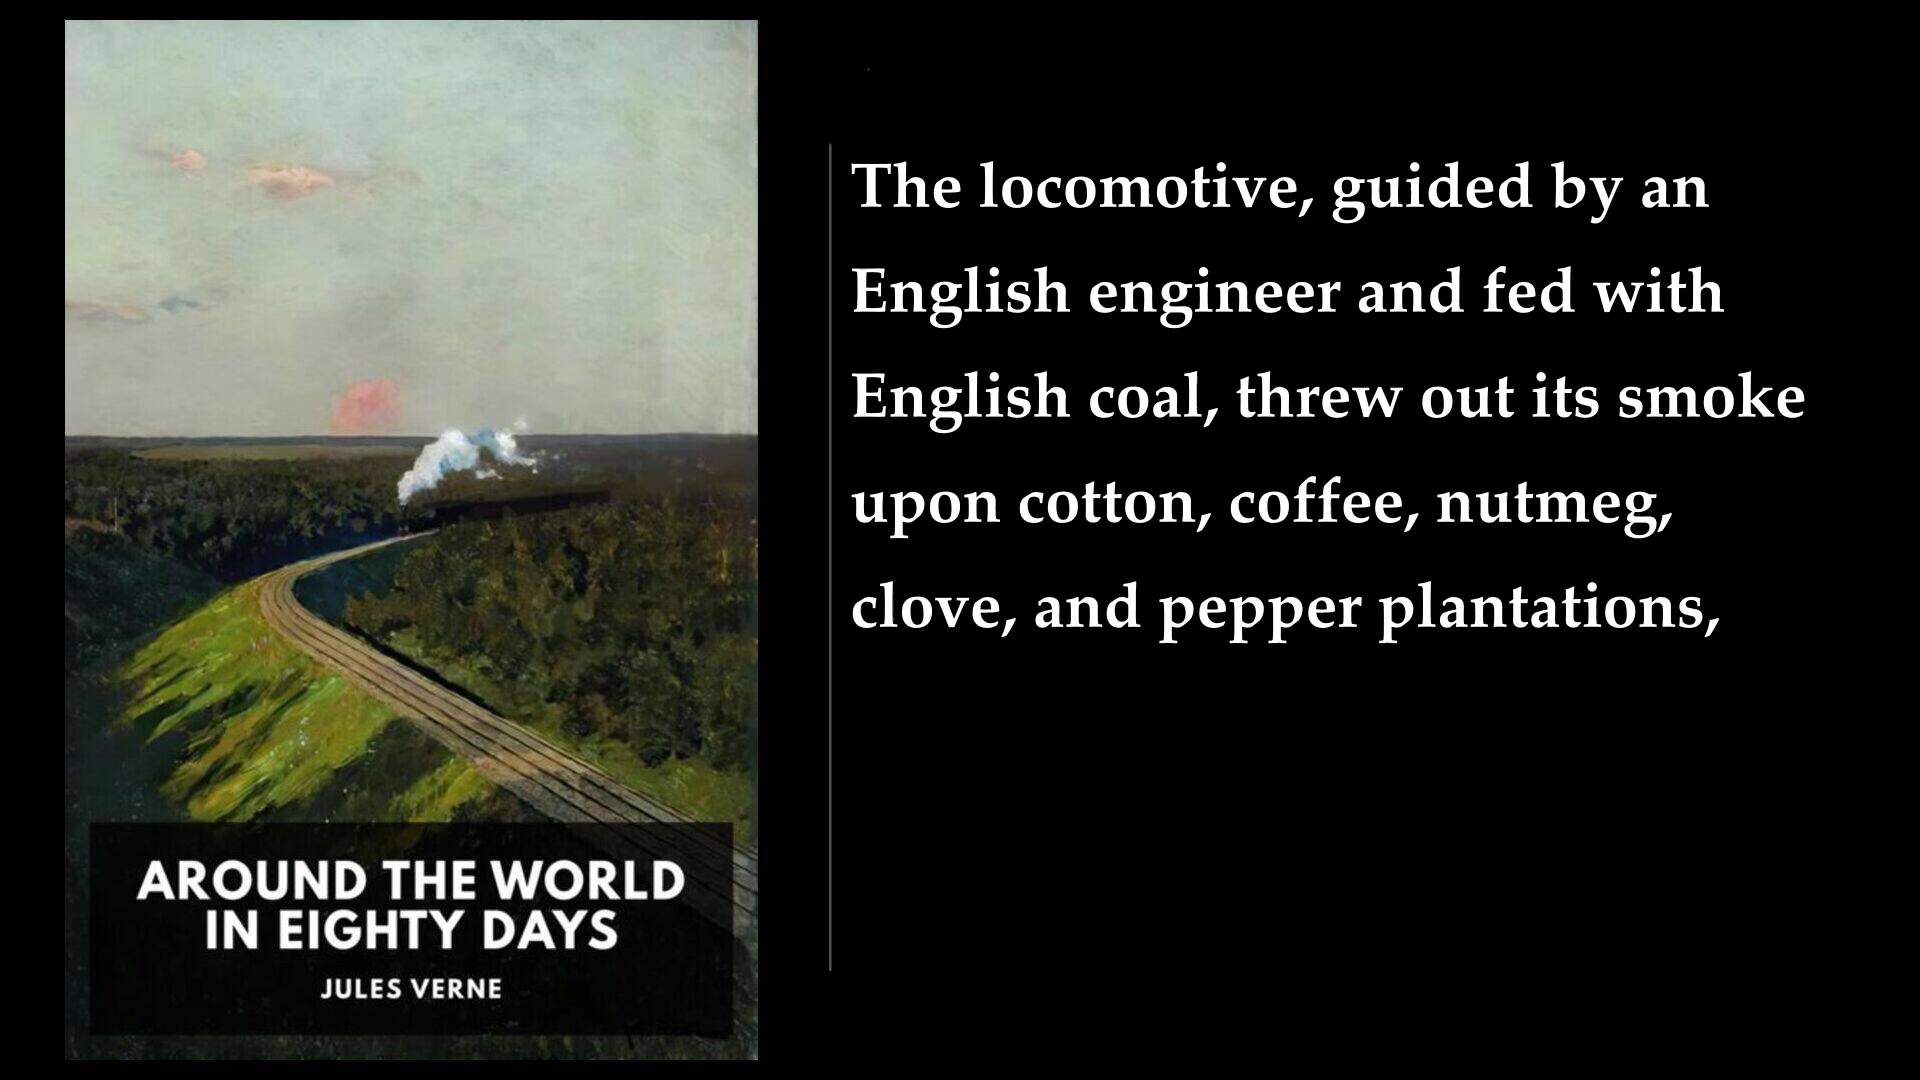 The locomotive, guided by an
English engineer and fed with
English coal, threw out its smoke
upon cotton, coffee, nutmeg,
clove, and pepper plantations,
AROUND THE WORLD
IN EIGHTY DAYS
JULES VERNE